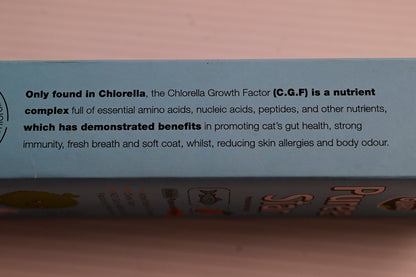 Only found in Chlorella, the Chlorella Growth Factor (C.G.F) is a nutrient
complex full of essential amino acids, nucleic acids, peptides, and other nutrients,
which has demonstrated benefits in promoting cat's gut health, strong
immunity, fresh breath and soft coat, whilst, reducing skin allergies and body odour.